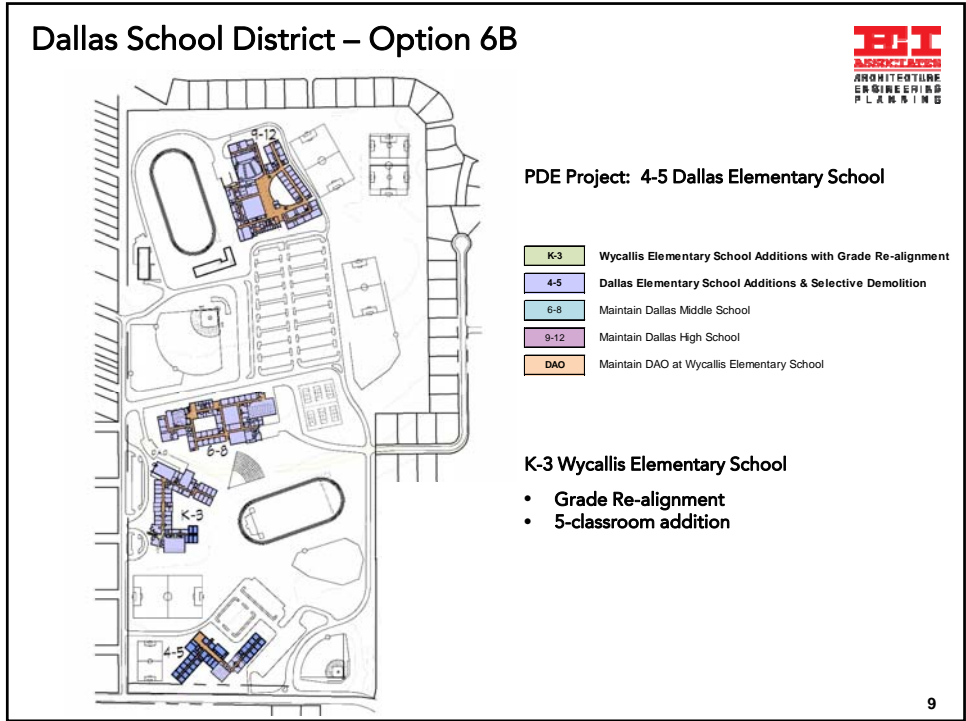 Dallas School District – Option 6B
ECI
ASSOCIATES
ARCHITECTURE
ENGINEERING
PLANNING
9-12
6-8
DAO
K-3
4-5
PDE Project: 4-5 Dallas Elementary School
K-3 Wycallis Elementary School Additions with Grade Re-alignment
4-5 Dallas Elementary School Additions & Selective Demolition
6-8 Maintain Dallas Middle School
9-12 Maintain Dallas High School
DAO Maintain DAO at Wycallis Elementary School
K-3 Wycallis Elementary School
• Grade Re-alignment
• 5-classroom addition
9